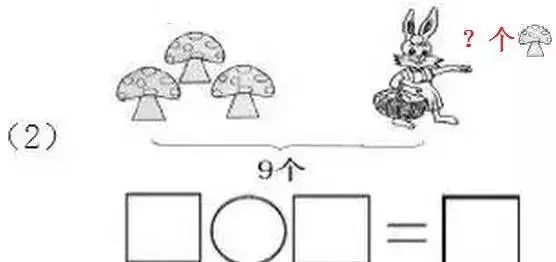 ? 个
(2)
9个
=